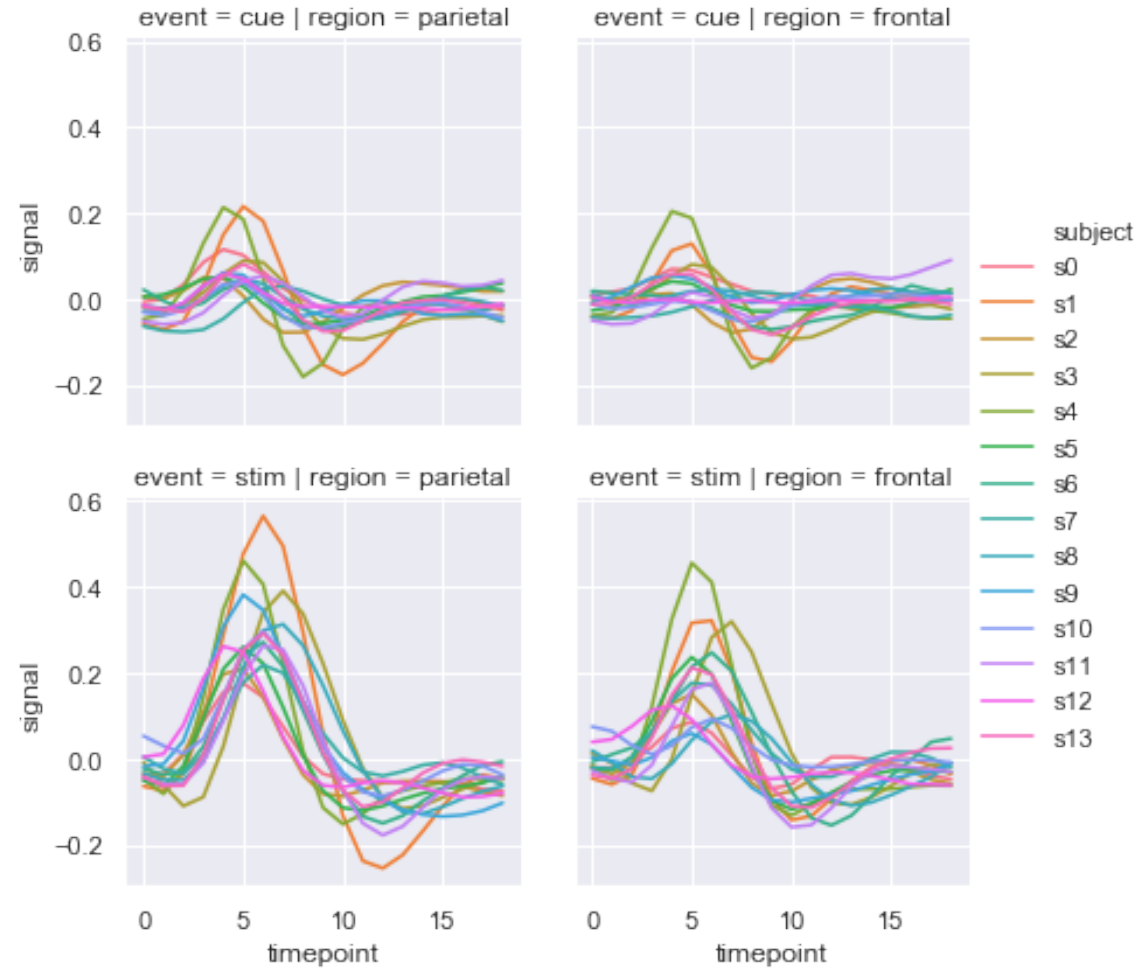 event = cue | region = parietal
event = cue | region = frontal
0.6
0.4
0.2
0.0
−0.2
signal
event = stim | region = parietal
event = stim | region = frontal
0.6
0.4
0.2
0.0
−0.2
signal
0 5 10 15
timepoint
0 5 10 15
timepoint
subject
s0
s1
s2
s3
s4
s5
s6
s7
s8
s9
s10
s11
s12
s13